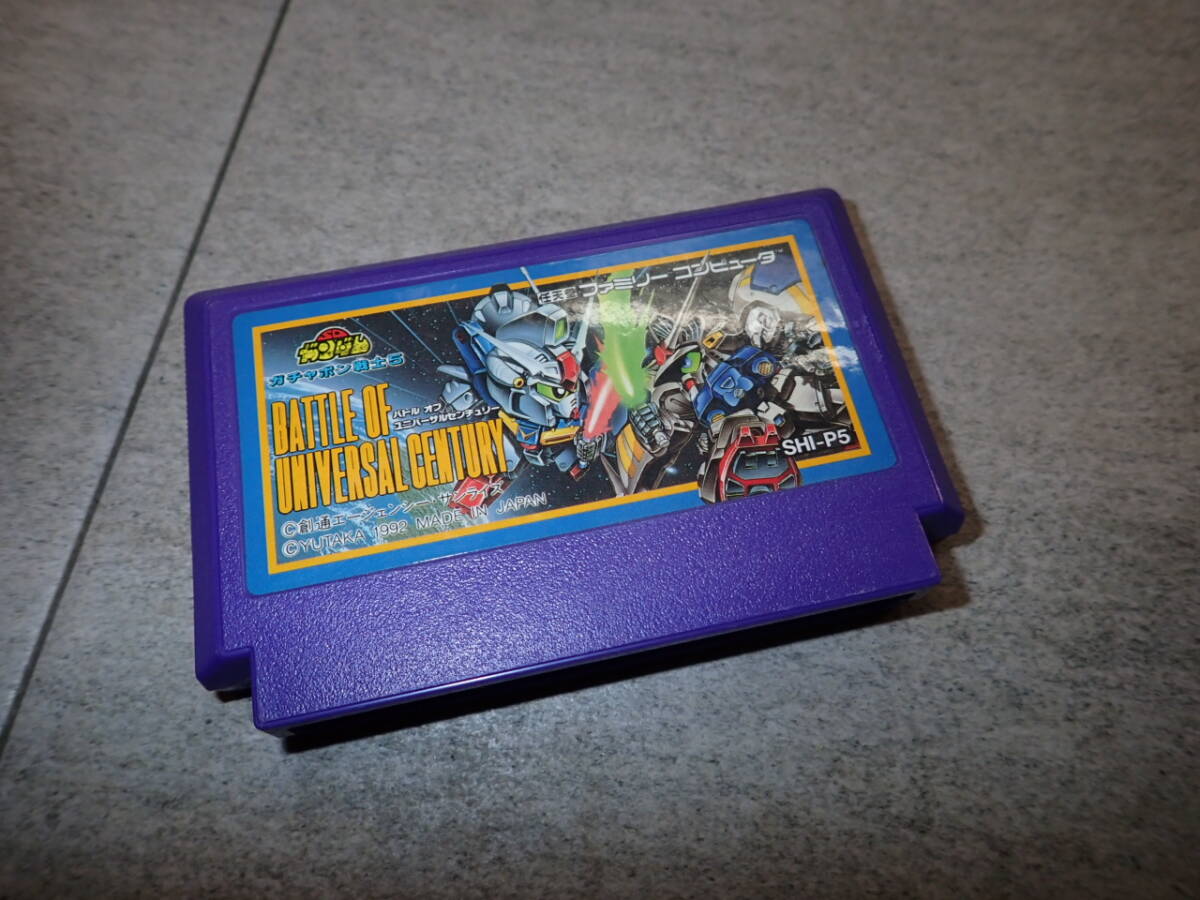 任天堂 ファミリー コンピュータ™
SD
ガンダム
ガチャポン戦士5
BATTLE OF
バトル オブ
ユニバーサルセンチュリー
UNIVERSAL CENTURY
SHI-P5
©創通エージェンシー・サンライズ
©YUTAKA 1992 MADE IN JAPAN